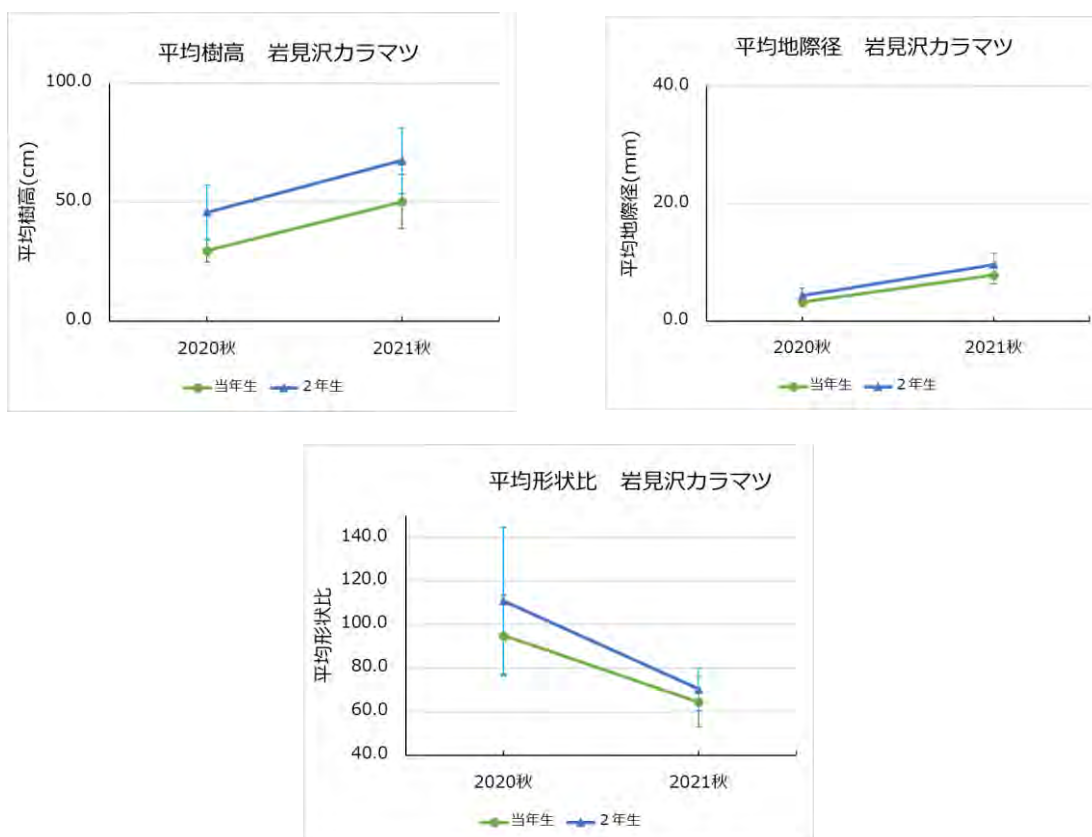 平均樹高　岩見沢カラマツ
100.0
50.0
0.0
平均樹高(cm)
2020秋
2021秋
当年生
２年生
平均地際径　岩見沢カラマツ
40.0
20.0
0.0
平均地際径(mm)
2020秋
2021秋
当年生
２年生
平均形状比　岩見沢カラマツ
140.0
120.0
100.0
80.0
60.0
40.0
平均形状比
2020秋
2021秋
当年生
２年生